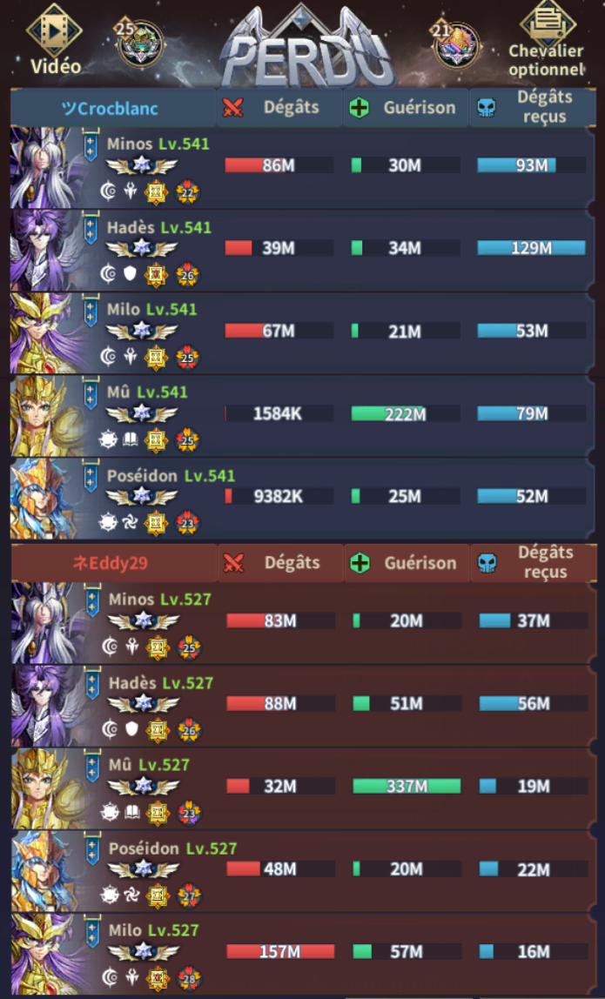 PERDU
25
21
Vidéo
Chevalier
optionnel
ツCrocblanc Dégâts Guérison Dégâts reçus
Minos Lv.541
86M 30M 93M
22
Hadès Lv.541
39M 34M 129M
26
Milo Lv.541
67M 21M 53M
25
Mû Lv.541
1584K 222M 79M
25
Poséidon Lv.541
9382K 25M 52M
23
ネEddy29 Dégâts Guérison Dégâts reçus
Minos Lv.527
83M 20M 37M
25
Hadès Lv.527
88M 51M 56M
26
Mû Lv.527
32M 337M 19M
23
Poséidon Lv.527
48M 20M 22M
27
Milo Lv.527
157M 57M 16M
28